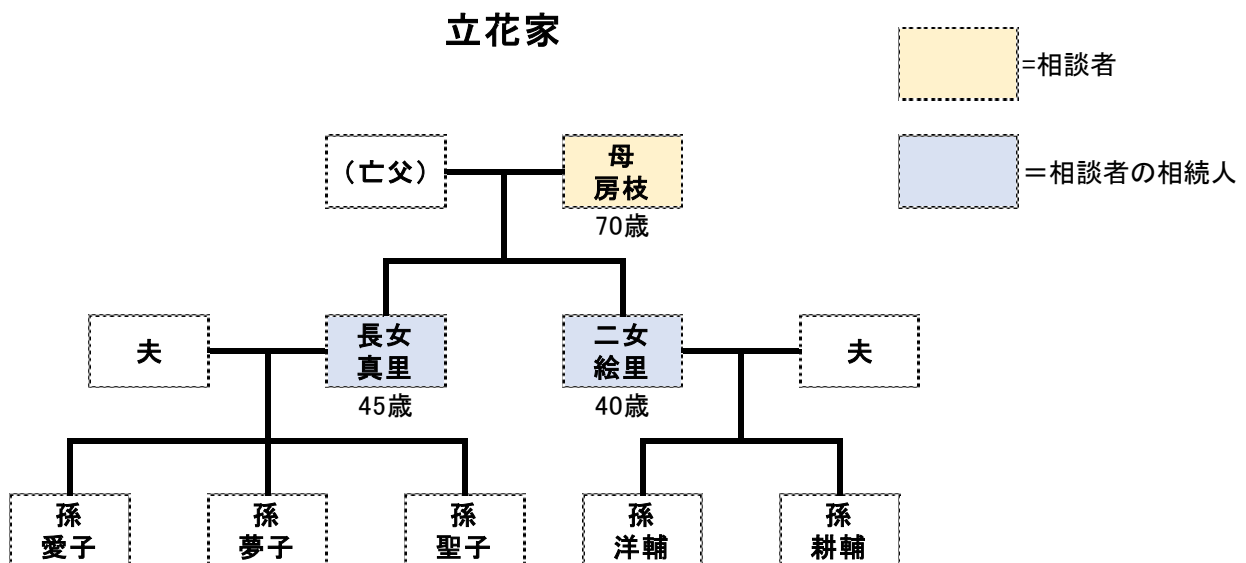 立花家
=相談者
＝相談者の相続人
（亡父）
母
房枝
70歳
夫
長女
真里
45歳
二女
絵里
40歳
夫
孫
愛子
孫
夢子
孫
聖子
孫
洋輔
孫
耕輔